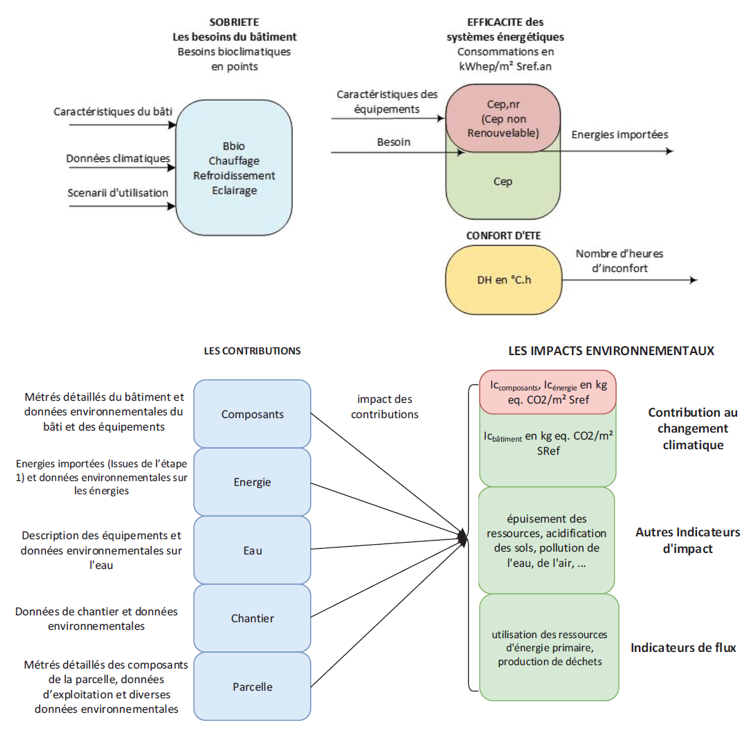 SOBRIETE
Les besoins du bâtiment
Besoins bioclimatiques
en points
Caractéristiques du bâti
Données climatiques
Scenarii d'utilisation
Bbio
Chauffage
Refroidissement
Eclairage
EFFICACITE des
systèmes énergétiques
Consommations en
kWhep/m² Sref.an
Caractéristiques des
équipements
Besoin
Cep,nr
(Cep non
Renouvelable)
Cep
Energies importées
CONFORT D'ETE
DH en °C.h
Nombre d'heures
d'inconfort
LES CONTRIBUTIONS
Métrés détaillés du bâtiment et
données environnementales du
bâti et des équipements
Composants
Energies importées (Issues de l'étape
1) et données environnementales sur
les énergies
Energie
Description des équipements et
données environnementales sur
l'eau
Eau
Données de chantier et données
environnementales
Chantier
Métrés détaillés des composants
de la parcelle, données
d'exploitation et diverses
données environnementales
Parcelle
impact des
contributions
LES IMPACTS ENVIRONNEMENTAUX
Ic composants, Ic énergie en kg
eq. CO2/m² Sref
Ic bâtiment en kg eq. CO2/m²
SRef
Contribution au
changement
climatique
épuisement des
ressources, acidification
des sols, pollution de
l'eau, de l'air, ...
Autres Indicateurs
d'impact
utilisation des ressources
d'énergie primaire,
production de déchets
Indicateurs de flux